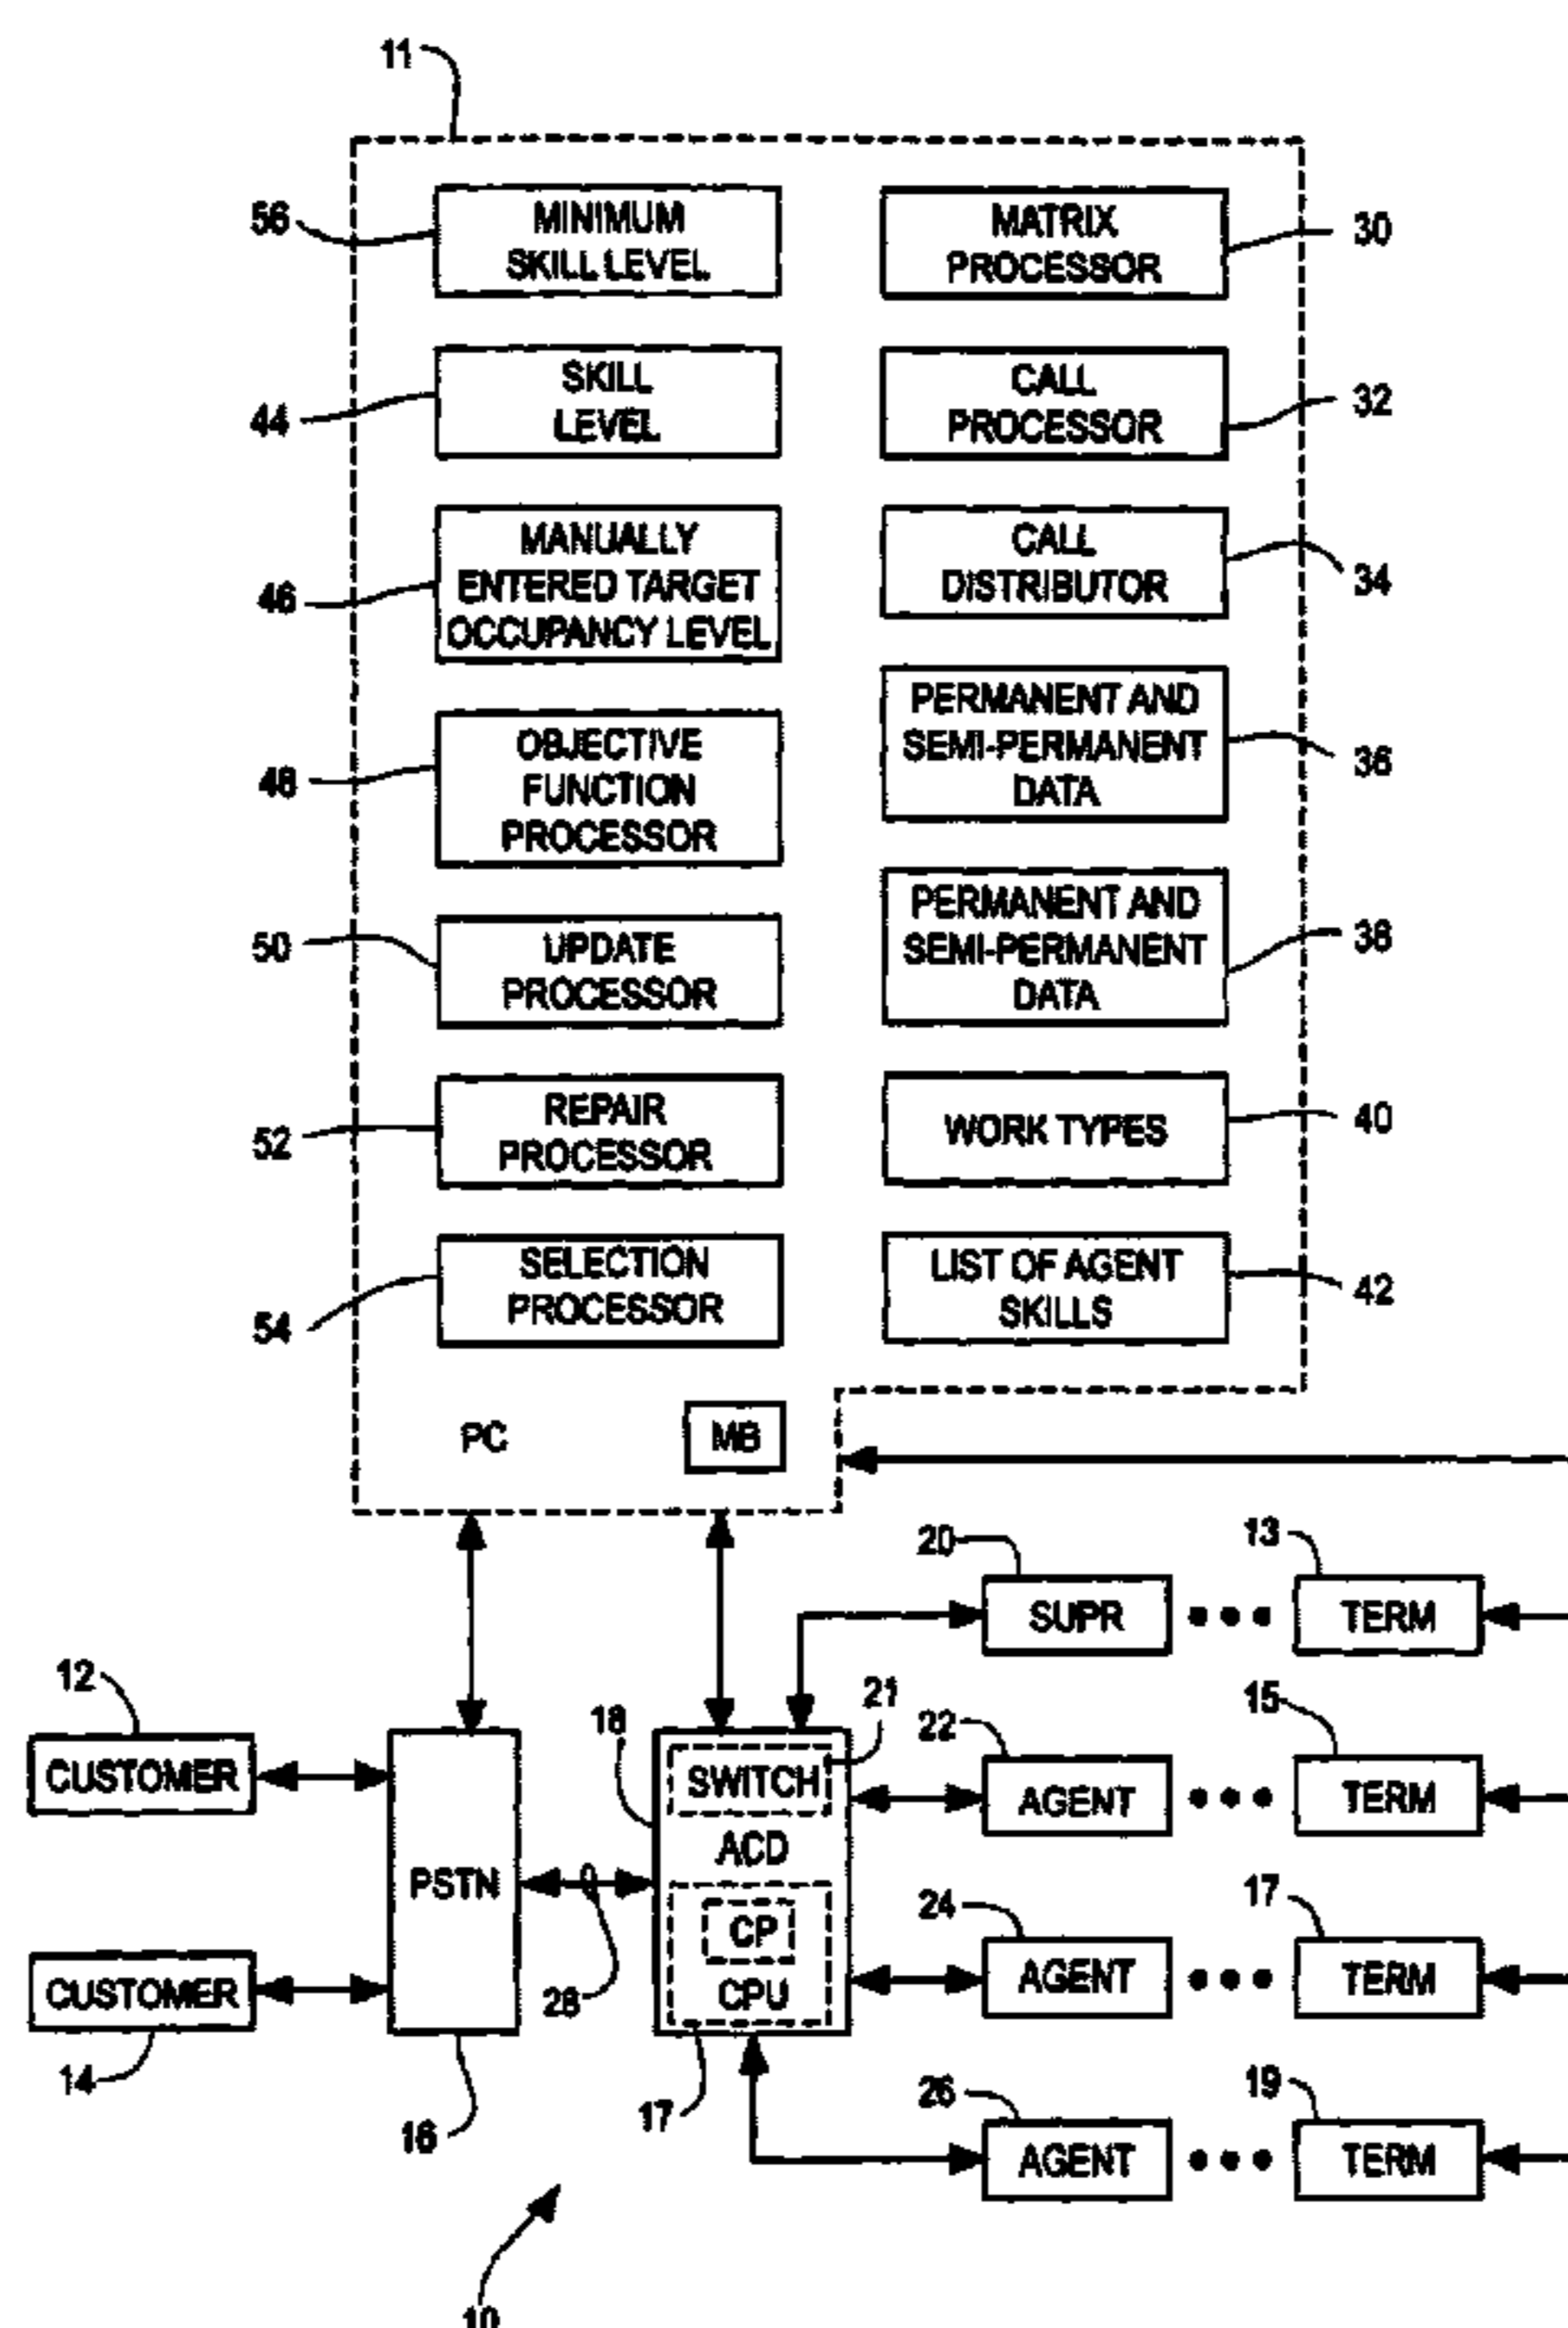 11
56
MINIMUM
SKILL LEVEL
MATRIX
PROCESSOR
30
44
SKILL
LEVEL
CALL
PROCESSOR
32
46
MANUALLY
ENTERED TARGET
OCCUPANCY LEVEL
CALL
DISTRIBUTOR
34
48
OBJECTIVE
FUNCTION
PROCESSOR
PERMANENT AND
SEMI-PERMANENT
DATA
36
50
UPDATE
PROCESSOR
PERMANENT AND
SEMI-PERMANENT
DATA
38
52
REPAIR
PROCESSOR
WORK TYPES
40
54
SELECTION
PROCESSOR
LIST OF AGENT
SKILLS
42
PC
MB
20
SUPR
13
TERM
12
CUSTOMER
18
21
SWITCH
22
AGENT
15
TERM
PSTN
ACD
28
CP
CPU
24
AGENT
17
TERM
CUSTOMER
14
16
17
26
AGENT
19
TERM
10